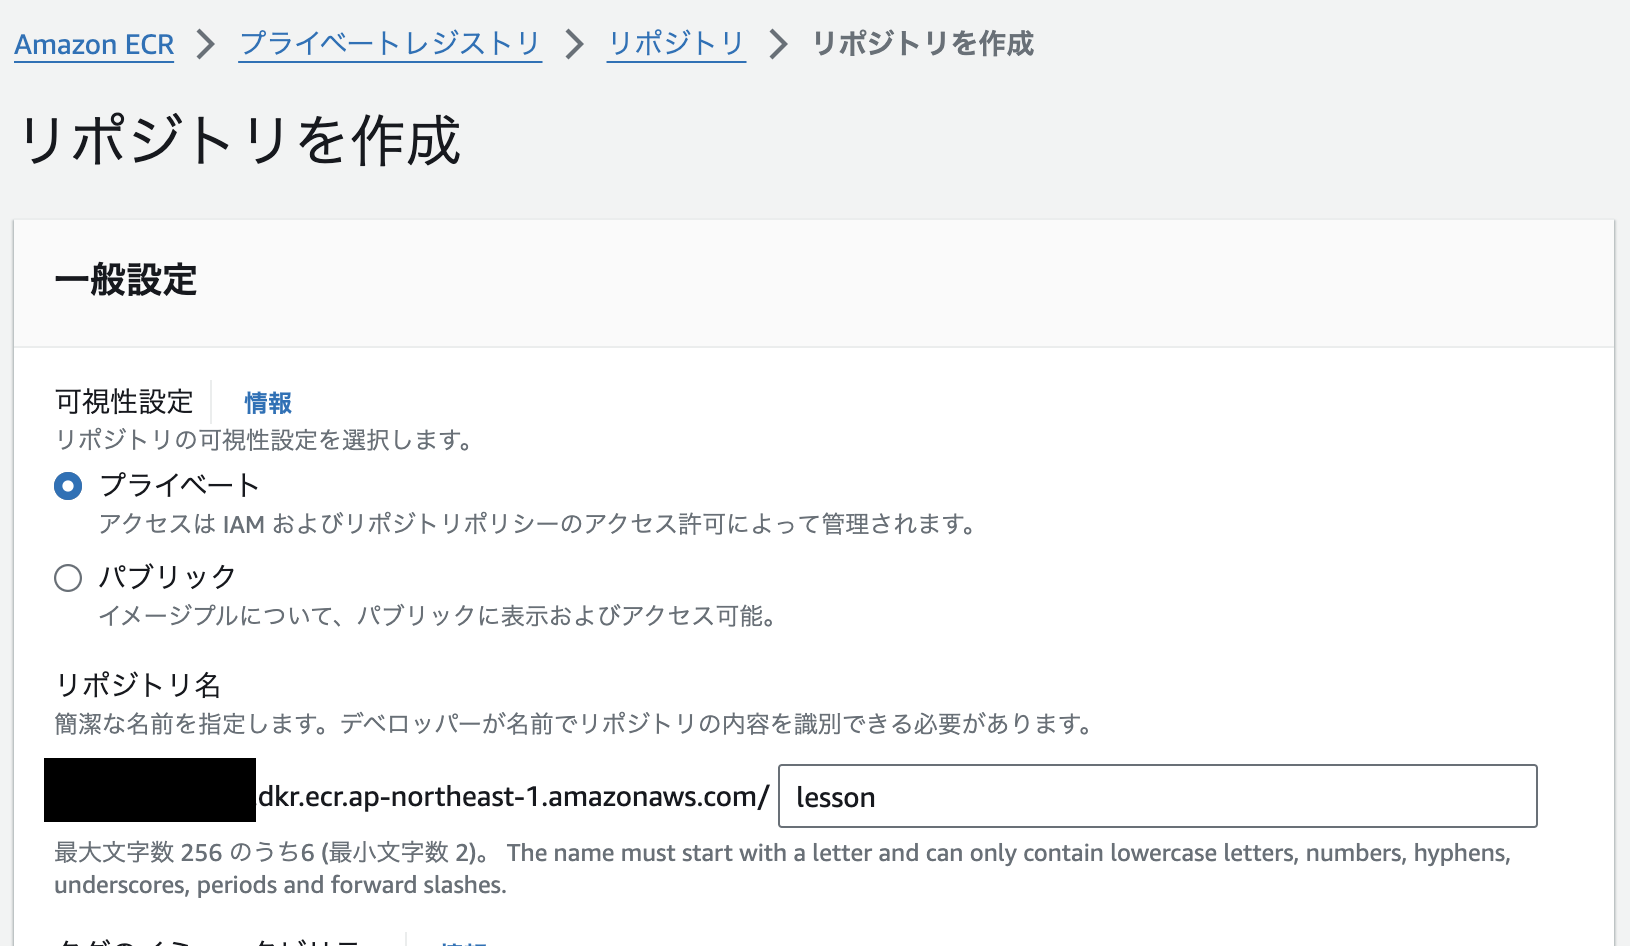 Amazon ECR > プライベートレジストリ > リポジトリ > リポジトリを作成
リポジトリを作成
一般設定
可視性設定 情報
リポジトリの可視性設定を選択します。
プライベート
アクセスは IAM およびリポジトリポリシーのアクセス許可によって管理されます。
パブリック
イメージプルについて、パブリックに表示およびアクセス可能。
リポジトリ名
簡潔な名前を指定します。デベロッパーが名前でリポジトリの内容を識別できる必要があります。
.dkr.ecr.ap-northeast-1.amazonaws.com/ lesson
最大文字数 256 のうち6 (最小文字数 2)。 The name must start with a letter and can only contain lowercase letters, numbers, hyphens,
underscores, periods and forward slashes.